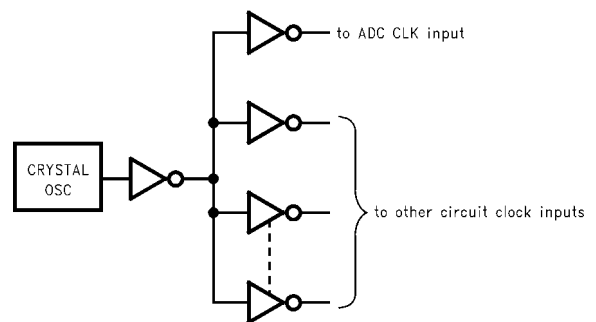 to ADC CLK input
CRYSTAL
OSC
to other circuit clock inputs